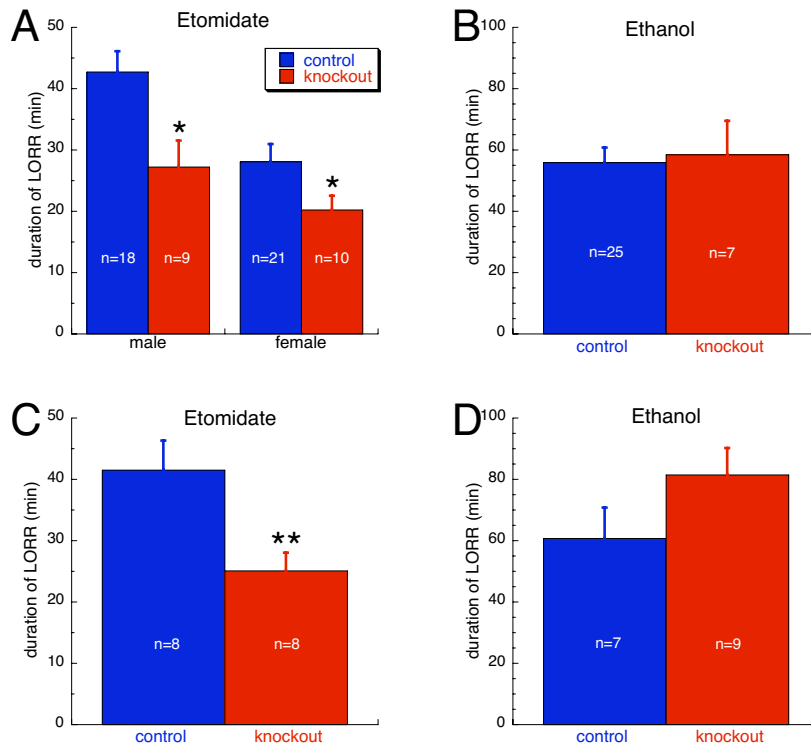 A
Etomidate
duration of LORR (min)
50
40
30
20
10
0
control
knockout
*
*
n=18
n=9
n=21
n=10
male
female
B
Ethanol
duration of LORR (min)
100
80
60
40
20
0
n=25
n=7
control
knockout
C
Etomidate
duration of LORR (min)
50
40
30
20
10
0
**
n=8
n=8
control
knockout
D
Ethanol
duration of LORR (min)
100
80
60
40
20
0
n=7
n=9
control
knockout